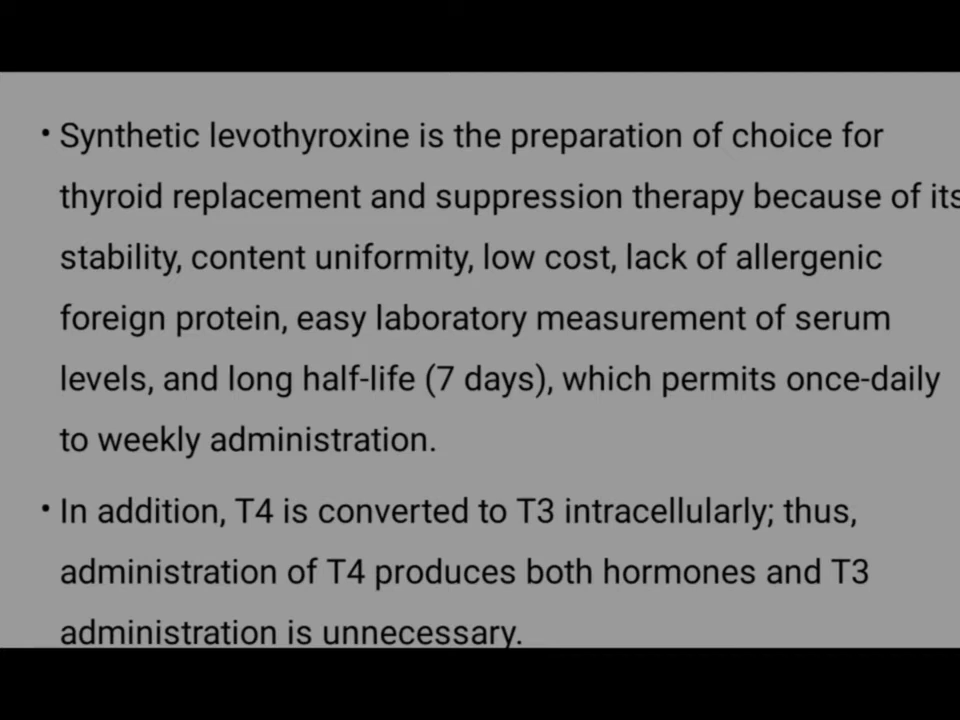 • Synthetic levothyroxine is the preparation of choice for
thyroid replacement and suppression therapy because of its
stability, content uniformity, low cost, lack of allergenic
foreign protein, easy laboratory measurement of serum
levels, and long half-life (7 days), which permits once-daily
to weekly administration.
• In addition, T4 is converted to T3 intracellularly; thus,
administration of T4 produces both hormones and T3
administration is unnecessary.